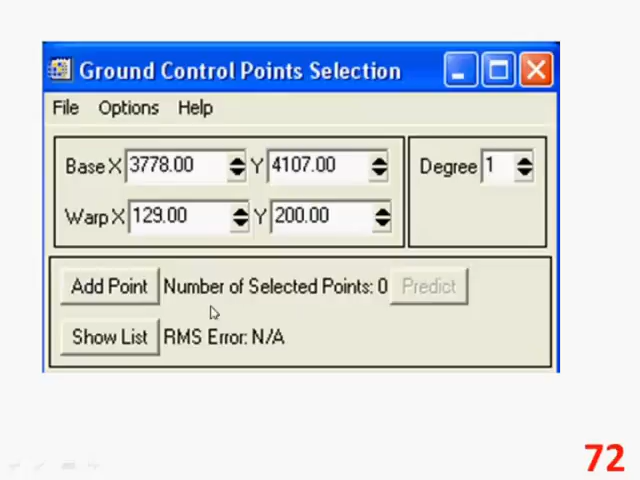 Ground Control Points Selection
File Options Help
Base X 3778.00 Y 4107.00 Degree 1
Warp X 129.00 Y 200.00
Add Point Number of Selected Points: 0 Predict
Show List RMS Error: N/A
72